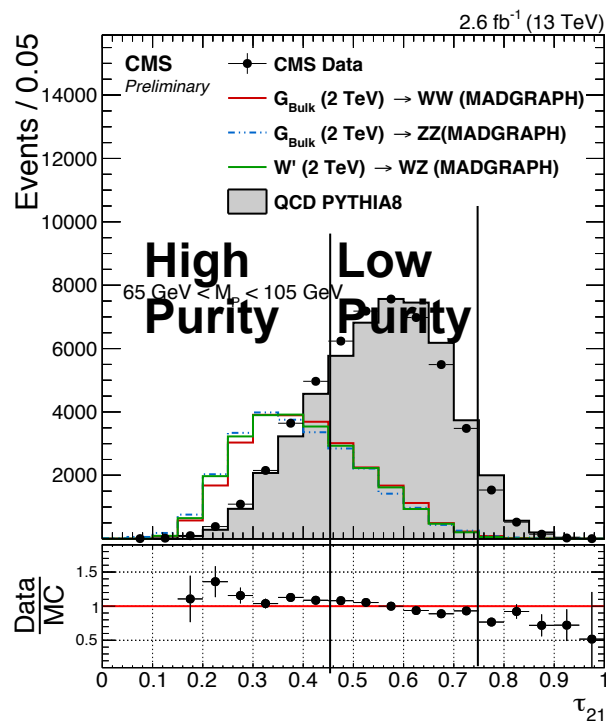 2.6 fb⁻¹ (13 TeV)
CMS
Preliminary
CMS Data
G_Bulk (2 TeV) → WW (MADGRAPH)
G_Bulk (2 TeV) → ZZ(MADGRAPH)
W' (2 TeV) → WZ (MADGRAPH)
QCD PYTHIA8
Events / 0.05
14000
12000
10000
8000
6000
4000
2000
High
Purity
Low
Purity
65 GeV < M_P < 105 GeV
Data
MC
1.5
1
0.5
0 0.1 0.2 0.3 0.4 0.5 0.6 0.7 0.8 0.9 1
τ₂₁